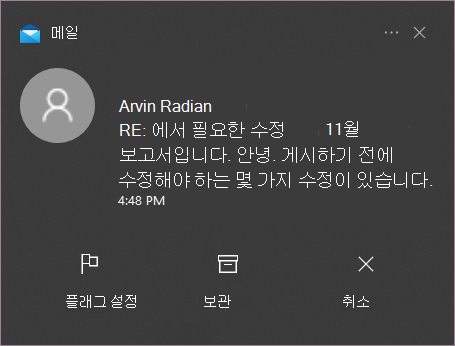 메일
Arvin Radian
RE: 에서 필요한 수정 11월
보고서입니다. 안녕. 게시하기 전에
수정해야 하는 몇 가지 수정이 있습니다.
4:48 PM
플래그 설정 보관 취소